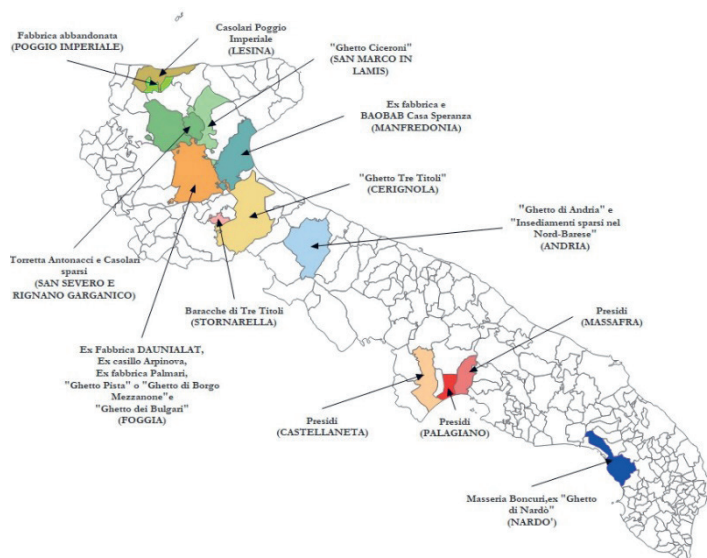 Fabbrica abbandonata
(POGGIO IMPERIALE)
Casolari Poggio
Imperiale
(LESINA)
"Ghetto Ciceroni"
(SAN MARCO IN
LAMIS)
Ex fabbrica e
BAOBAB Casa Speranza
(MANFREDONIA)
"Ghetto Tre Titoli"
(CERIGNOLA)
"Ghetto di Andria" e
"Insediamenti sparsi nel
Nord-Barese"
(ANDRIA)
Torretta Antonacci e Casolari
sparsi
(SAN SEVERO E
RIGNANO GARGANICO)
Baracche di Tre Titoli
(STORNARELLA)
Presidi
(MASSAFRA)
Ex Fabbrica DAUNIALAT,
Ex casillo Arpinova,
Ex fabbrica Palmari,
"Ghetto Pista" o "Ghetto di Borgo
Mezzanone"e
"Ghetto dei Bulgari"
(FOGGIA)
Presidi
(CASTELLANETA)
Presidi
(PALAGIANO)
Masseria Boncuri,ex "Ghetto
di Nardò"
(NARDO')